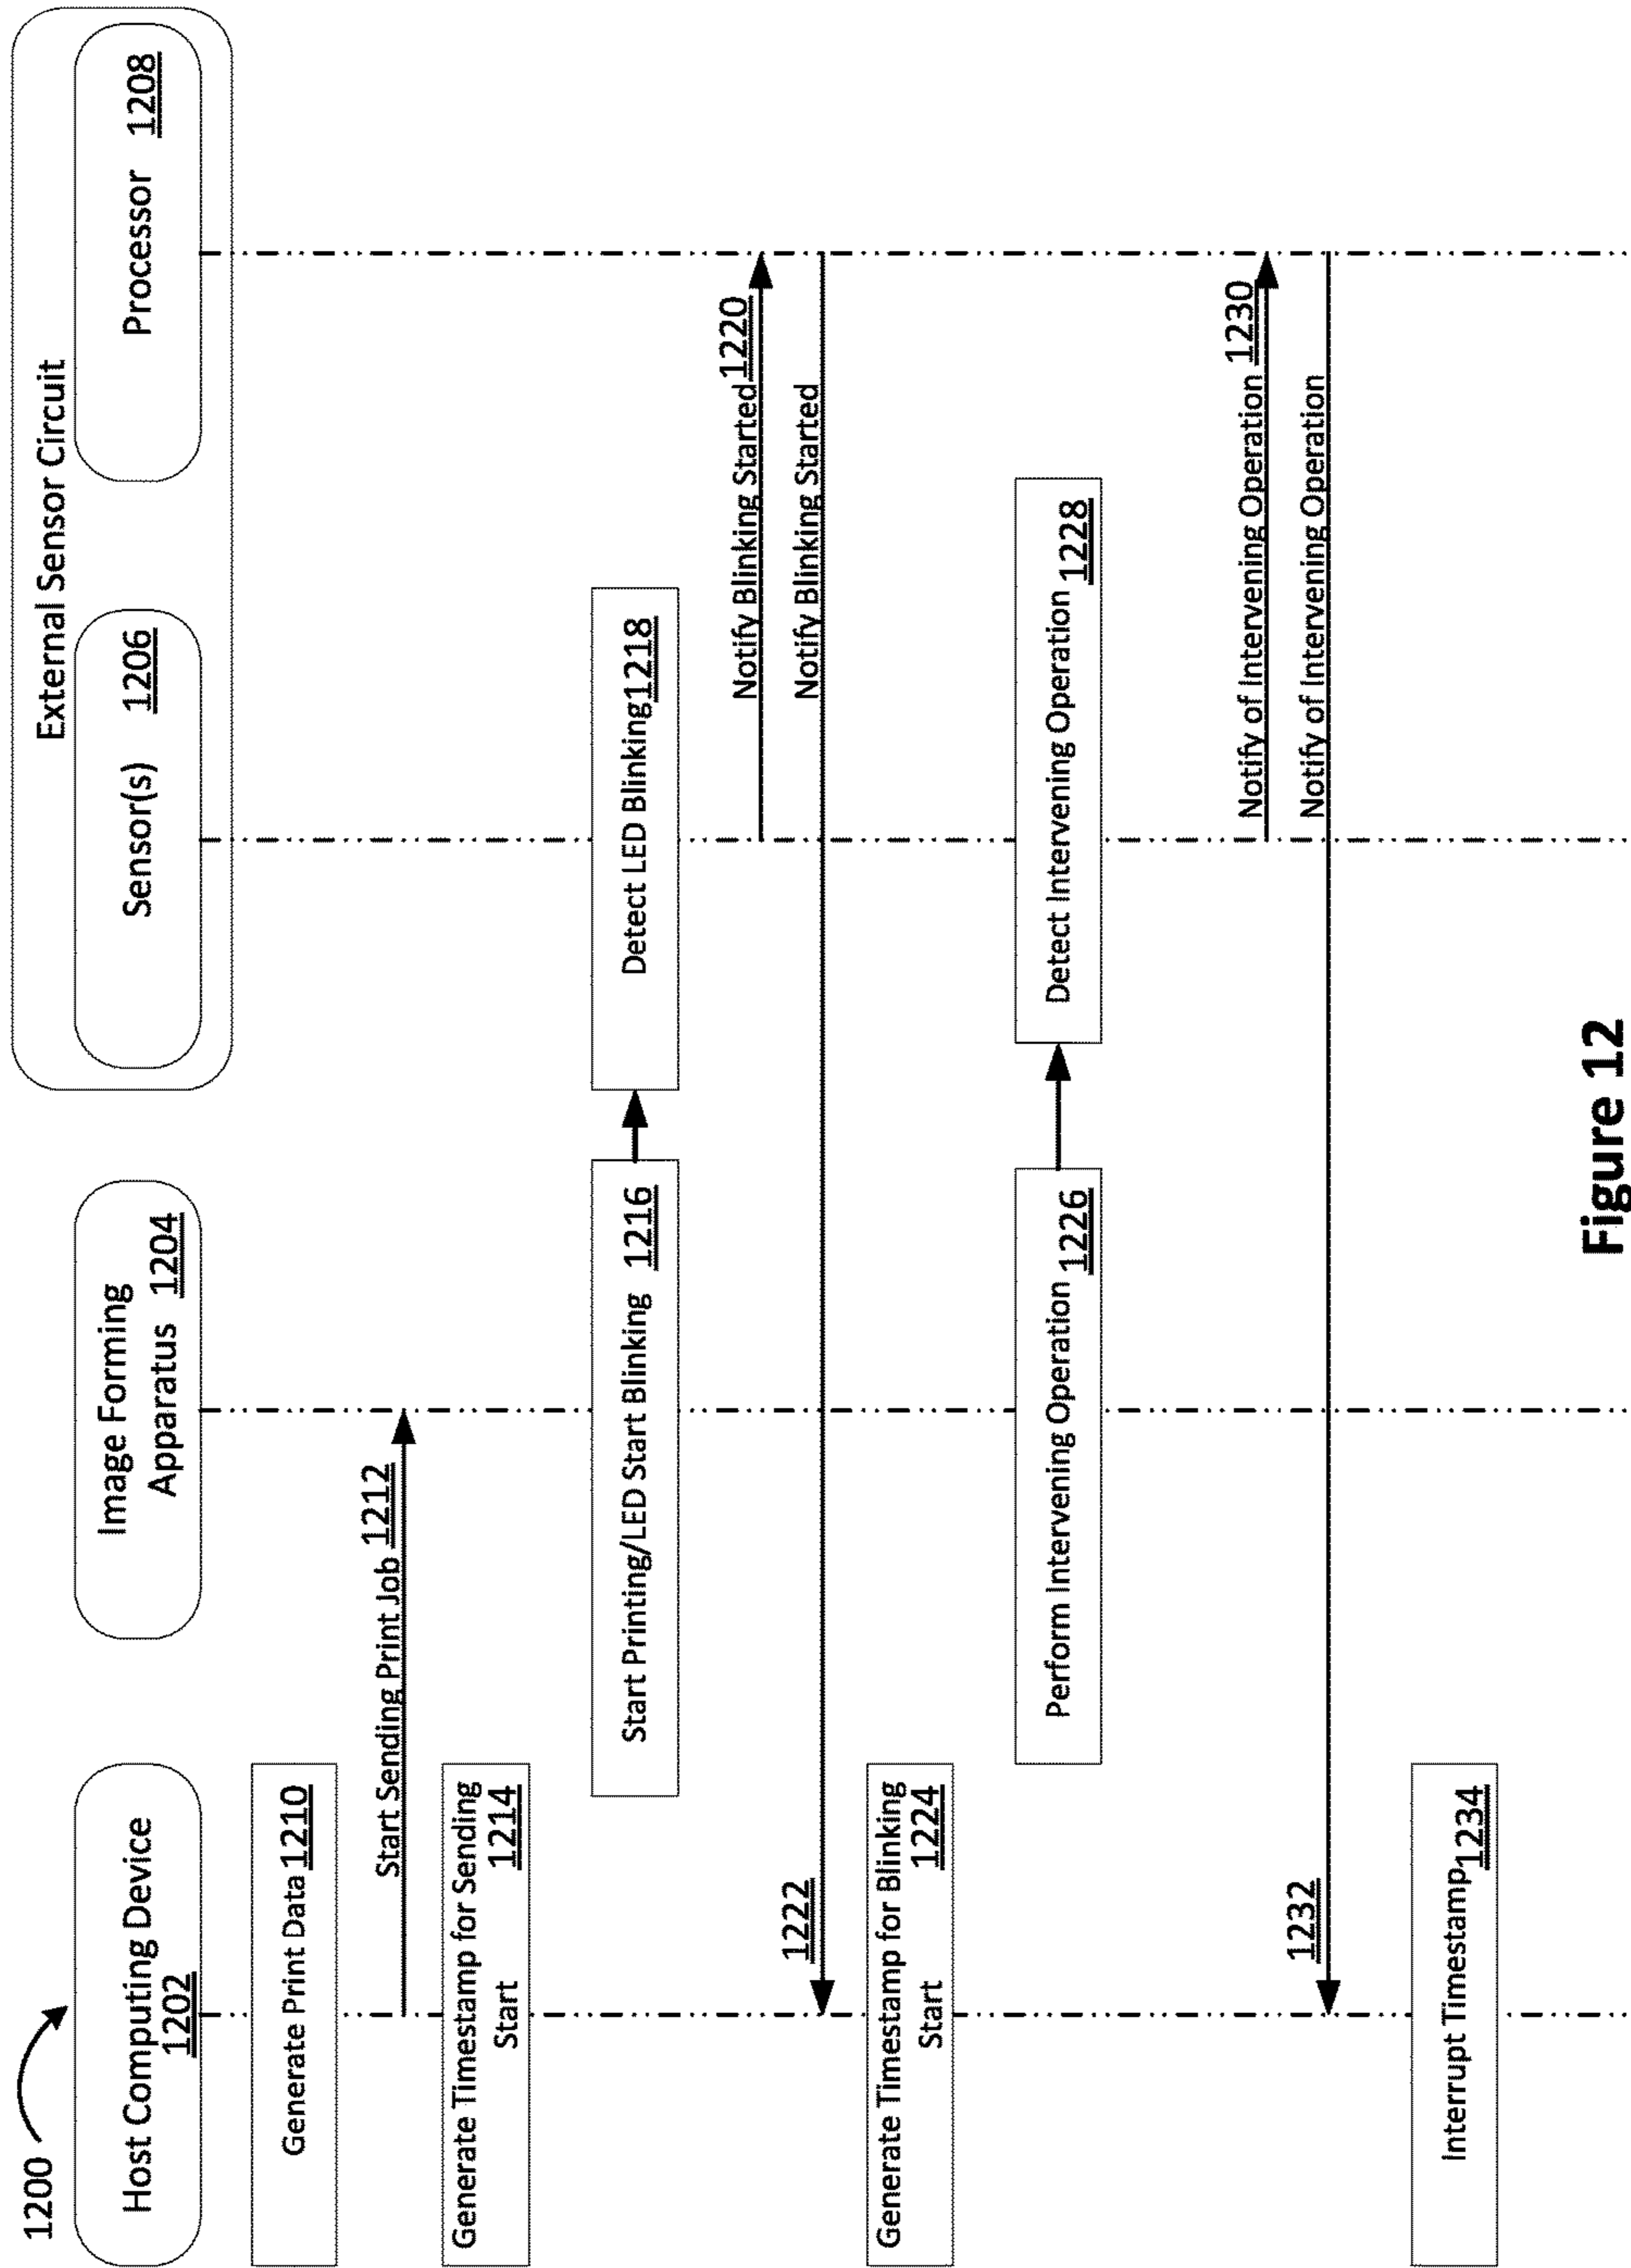 1200
External Sensor Circuit
Host Computing Device
1202
Image Forming
Apparatus 1204
Sensor(s) 1206
Processor 1208
Generate Print Data 1210
Start Sending Print Job 1212
Generate Timestamp for Sending
Start 1214
Start Printing/LED Start Blinking 1216
Detect LED Blinking 1218
Notify Blinking Started 1220
Notify Blinking Started
1222
Generate Timestamp for Blinking
Start 1224
Perform Intervening Operation 1226
Detect Intervening Operation 1228
Notify of Intervening Operation 1230
Notify of Intervening Operation
1232
Interrupt Timestamp 1234
Figure 12